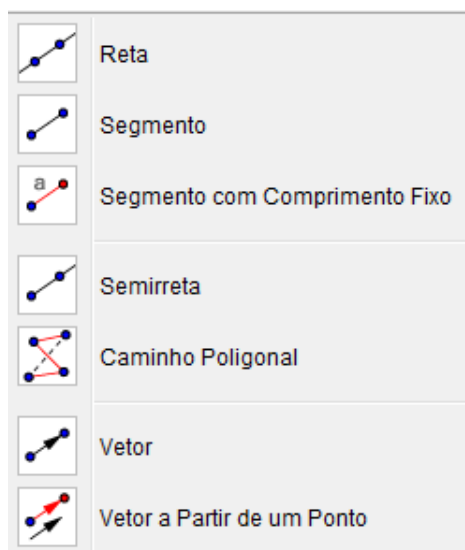 Reta
Segmento
a
Segmento com Comprimento Fixo
Semirreta
Caminho Poligonal
Vetor
Vetor a Partir de um Ponto